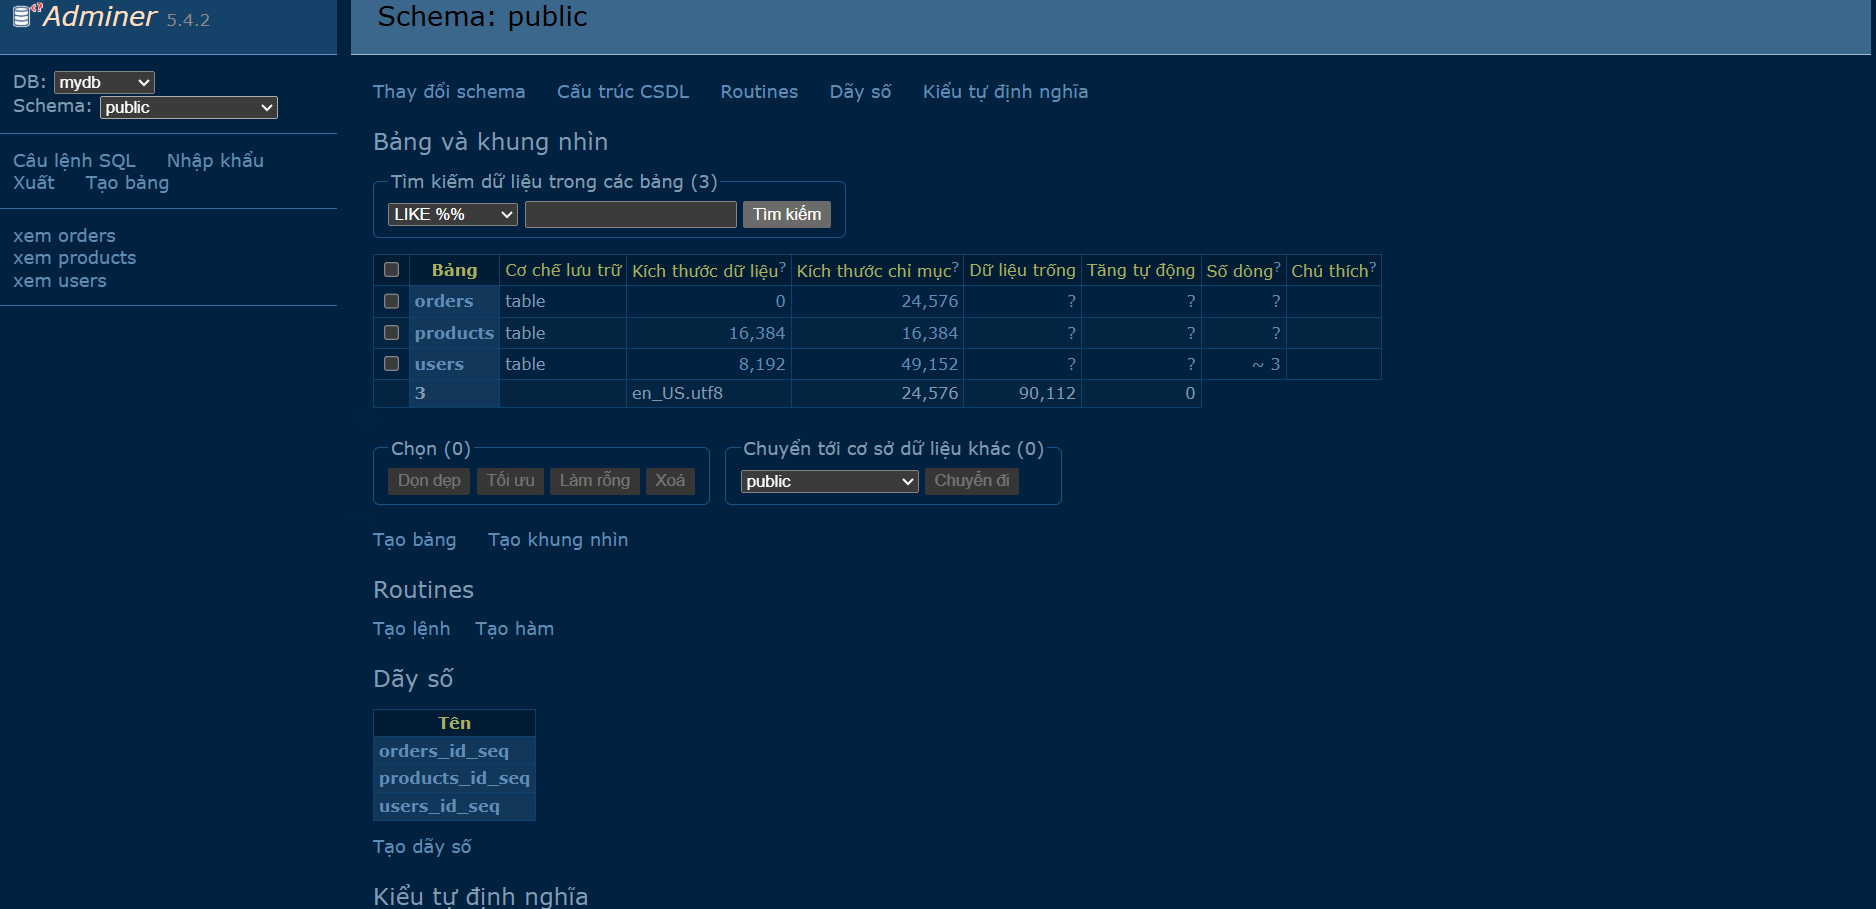 Adminer 5.4.2
DB: mydb
Schema: public
Câu lệnh SQL Nhập khẩu
Xuất Tạo bảng
xem orders
xem products
xem users
Schema: public
Thay đổi schema Cấu trúc CSDL Routines Dãy số Kiểu tự định nghĩa
Bảng và khung nhìn
Tìm kiếm dữ liệu trong các bảng (3)
LIKE %% Tìm kiếm
Bảng Cơ chế lưu trữ Kích thước dữ liệu? Kích thước chỉ mục? Dữ liệu trống Tăng tự động Số dòng? Chú thích?
orders table 0 24,576 ? ? ?
products table 16,384 16,384 ? ? ?
users table 8,192 49,152 ? ? ~ 3
3 en_US.utf8 24,576 90,112 0
Chọn (0)
Dọn dẹp Tối ưu Làm rỗng Xoá
Chuyển tới cơ sở dữ liệu khác (0)
public Chuyển đi
Tạo bảng Tạo khung nhìn
Routines
Tạo lệnh Tạo hàm
Dãy số
Tên
orders_id_seq
products_id_seq
users_id_seq
Tạo dãy số
Kiểu tự định nghĩa